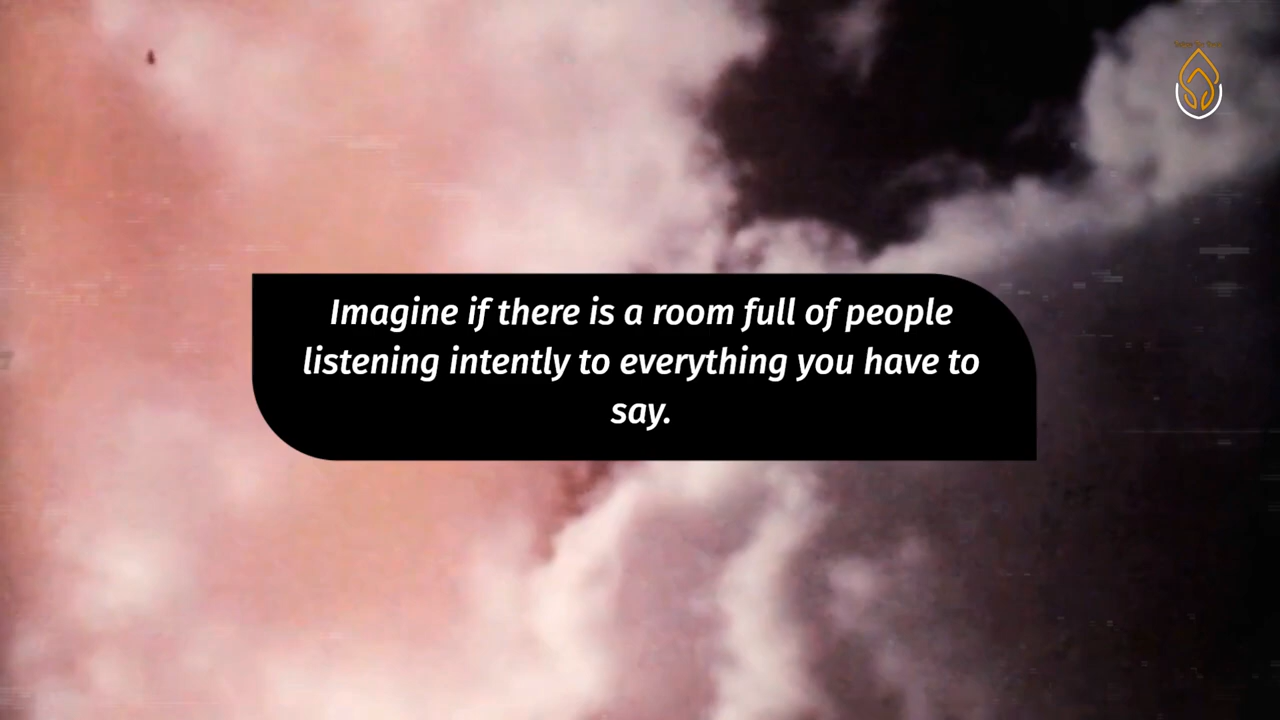 Imagine if there is a room full of people
listening intently to everything you have to
say.